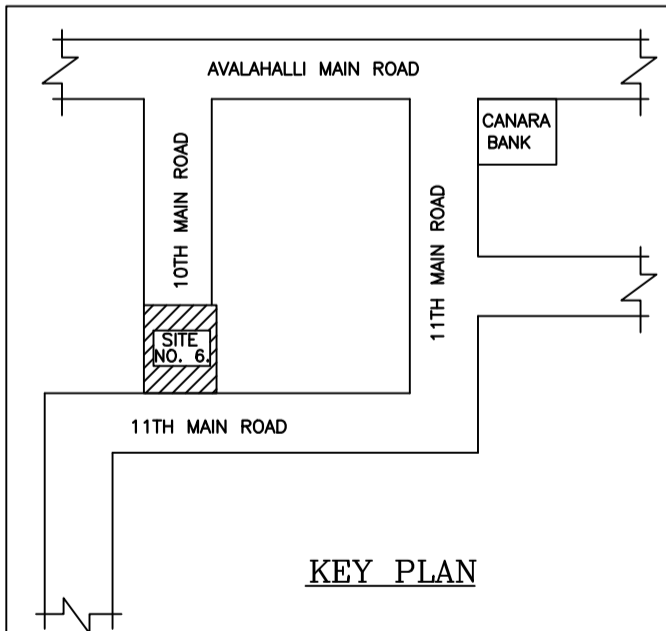 AVALAHALLI MAIN ROAD
CANARA
BANK
10TH MAIN ROAD
11TH MAIN ROAD
SITE
NO. 6.
11TH MAIN ROAD
KEY PLAN